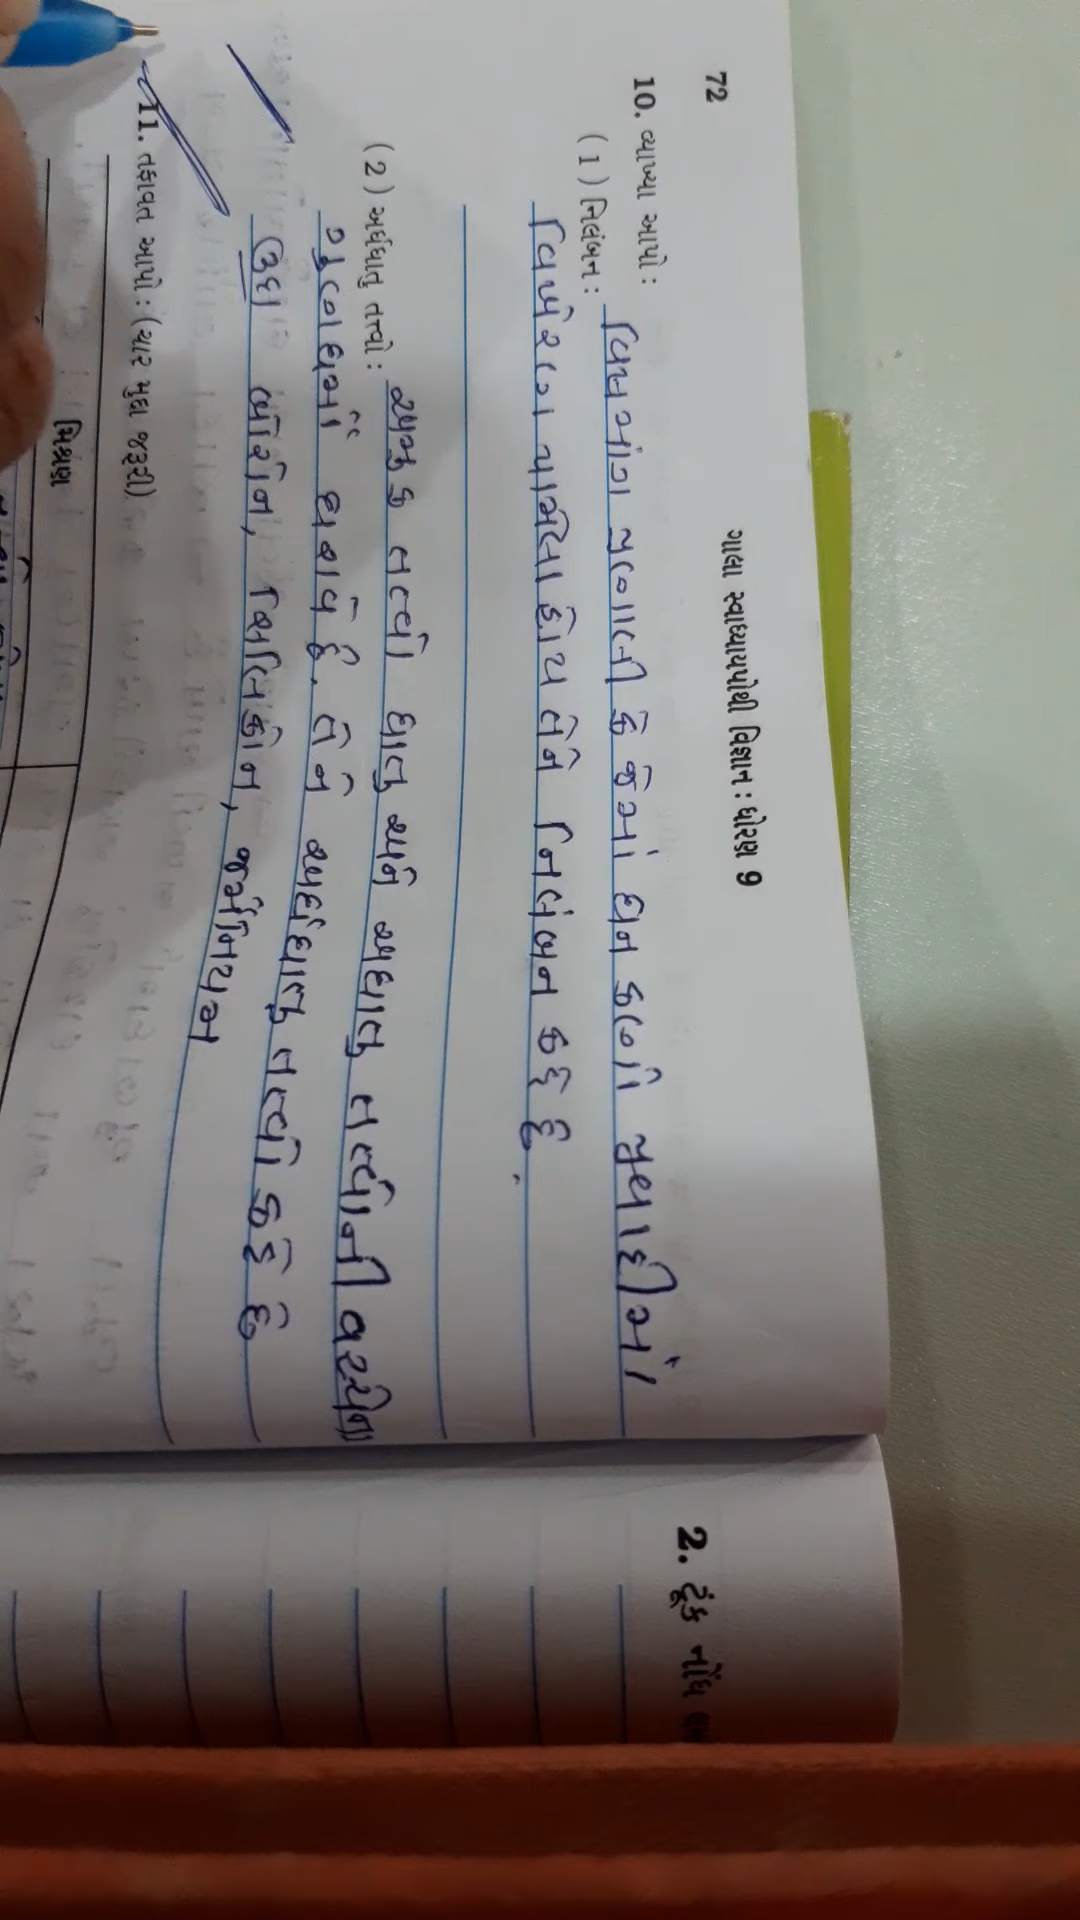 72
ગાલા સ્વાધ્યાયપોથી વિજ્ઞાન : ધોરણ 9
10. વ્યાખ્યા આપો :
(1) નિલંબન : વિષમાંગ મુણાલી કે જેમાં ઘન કણો પ્રવાહીમાં
વિખેરણ પામેલા હોય તેને નિલંબન કહે છે.
(2) અર્ધધાતુ તત્ત્વો : અમુક તત્વો ધાતુ અને અધાતુ તત્વોની વચ્ચેના
ગુણધર્મો ધરાવે છે. તેને અર્ધધાતુ તત્વો કહે છે
ઉદા બોરોન, સિલિકોન, જર્મેનિયમ
11. તફાવત આપો : (ચાર મુદ્દા જરૂરી)
મિશ્રણ
2. ટૂંક નોંધ